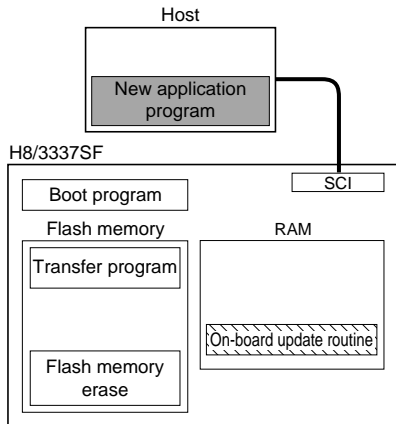 Host
New application
program
H8/3337SF
SCI
Boot program
Flash memory
RAM
Transfer program
On-board update routine
Flash memory
erase